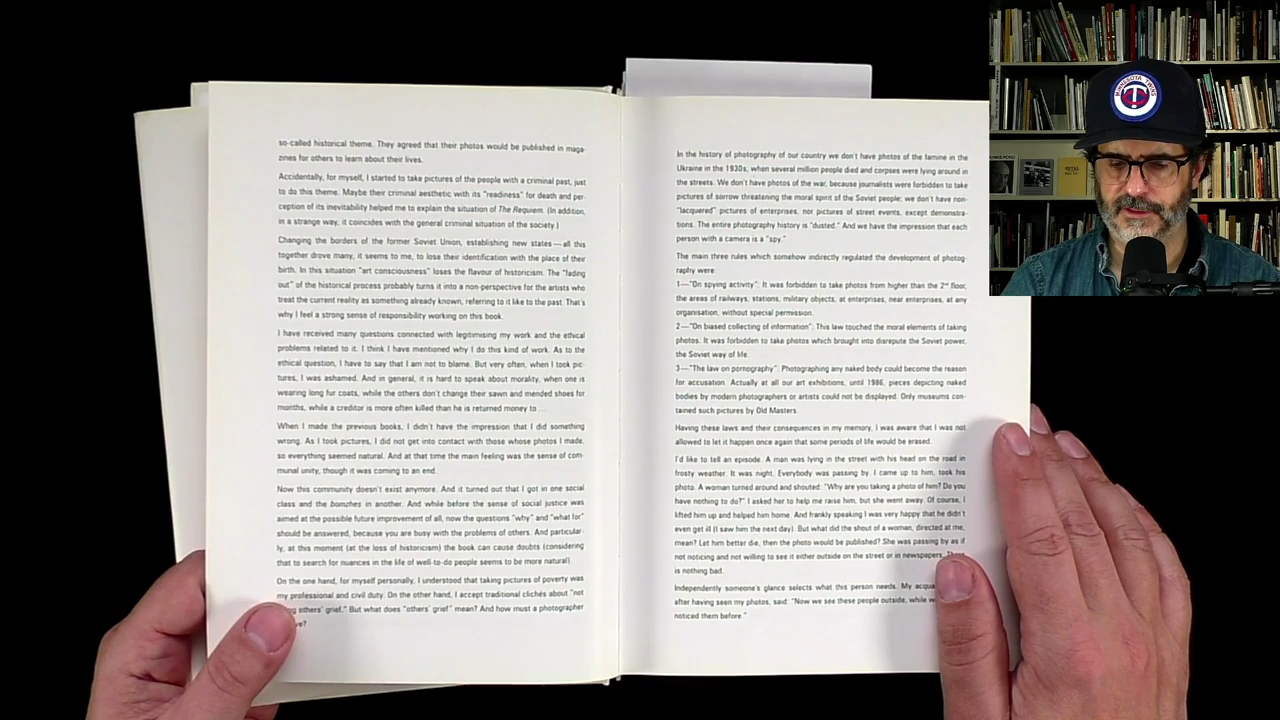 so-called historical theme. They agreed that their photos would be published in maga-
zines for others to learn about their lives.
Accidentally, for myself, I started to take pictures of the people with a criminal past, just
to do this theme. Maybe their criminal aesthetic with its "readiness" for death and per-
ception of its inevitability helped me to explain the situation of The Requiem. (In addition,
in a strange way, it coincides with the general criminal situation of the society.)
Changing the borders of the former Soviet Union, establishing new states—all this
together drove many, it seems to me, to lose their identification with the place of their
birth. In this situation "art consciousness" loses the flavour of historicism. The "fading
out" of the historical process probably turns it into a non-perspective for the artists who
treat the current reality as something already known, referring to it like to the past. That's
why I feel a strong sense of responsibility working on this book.
I have received many questions connected with legitimising my work and the ethical
problems related to it. I think I have mentioned why I do this kind of work. As to the
ethical question, I have to say that I am not to blame. But very often, when I took pic-
tures, I was ashamed. And in general, it is hard to speak about morality, when one is
wearing long fur coats, while the others don't change their sawn and mended shoes for
months, while a creditor is more often killed than he is returned money to ...
When I made the previous books, I didn't have the impression that I did something
wrong. As I took pictures, I did not get into contact with those whose photos I made,
so everything seemed natural. And at that time the main feeling was the sense of com-
munal unity, though it was coming to an end.
Now this community doesn't exist anymore. And it turned out that I got in one social
class and the bomzhes in another. And while before the sense of social justice was
aimed at the possible future improvement of all, now the questions "why" and "what for"
should be answered, because you are busy with the problems of others. And particular-
ly, at this moment (at the loss of historicism) the book can cause doubts (considering
that to search for nuances in the life of well-to-do people seems to be more natural).
On the one hand, for myself personally, I understood that taking pictures of poverty was
my professional and civil duty. On the other hand, I accept traditional clichés about "not
others' grief." But what does "others' grief" mean? And how must a photographer
In the history of photography of our country we don't have photos of the famine in the
Ukraine in the 1930s, when several million people died and corpses were lying around in
the streets. We don't have photos of the war, because journalists were forbidden to take
pictures of sorrow threatening the moral spirit of the Soviet people; we don't have non-
"lacquered" pictures of enterprises, nor pictures of street events, except demonstra-
tions. The entire photography history is "dusted." And we have the impression that each
person with a camera is a "spy."
The main three rules which somehow indirectly regulated the development of photog-
raphy were:
1—"On spying activity": It was forbidden to take photos from higher than the 2nd floor,
the areas of railways, stations, military objects, at enterprises, near enterprises, at any
organisation, without special permission.
2—"On biased collecting of information": This law touched the moral elements of taking
photos. It was forbidden to take photos which brought into disrepute the Soviet power,
the Soviet way of life.
3—"The law on pornography": Photographing any naked body could become the reason
for accusation. Actually at all our art exhibitions, until 1986, pieces depicting naked
bodies by modern photographers or artists could not be displayed. Only museums con-
tained such pictures by Old Masters.
Having these laws and their consequences in my memory, I was aware that I was not
allowed to let it happen once again that some periods of life would be erased.
I'd like to tell an episode. A man was lying in the street with his head on the road in
frosty weather. It was night. Everybody was passing by. I came up to him, took his
photo. A woman turned around and shouted: "Why are you taking a photo of him? Do you
have nothing to do?" I asked her to help me raise him, but she went away. Of course, I
lifted him up and helped him home. And frankly speaking I was very happy that he didn't
even get ill (I saw him the next day). But what did the shout of a woman, directed at me,
mean? Let him better die, then the photo would be published? She was passing by as if
not noticing and not willing to see it either outside on the street or in newspapers.
is nothing bad.
Independently someone's glance selects what this person needs. My
after having seen my photos, said: "Now we see these people outside, while
noticed them before."
MINNESOTA TWINS